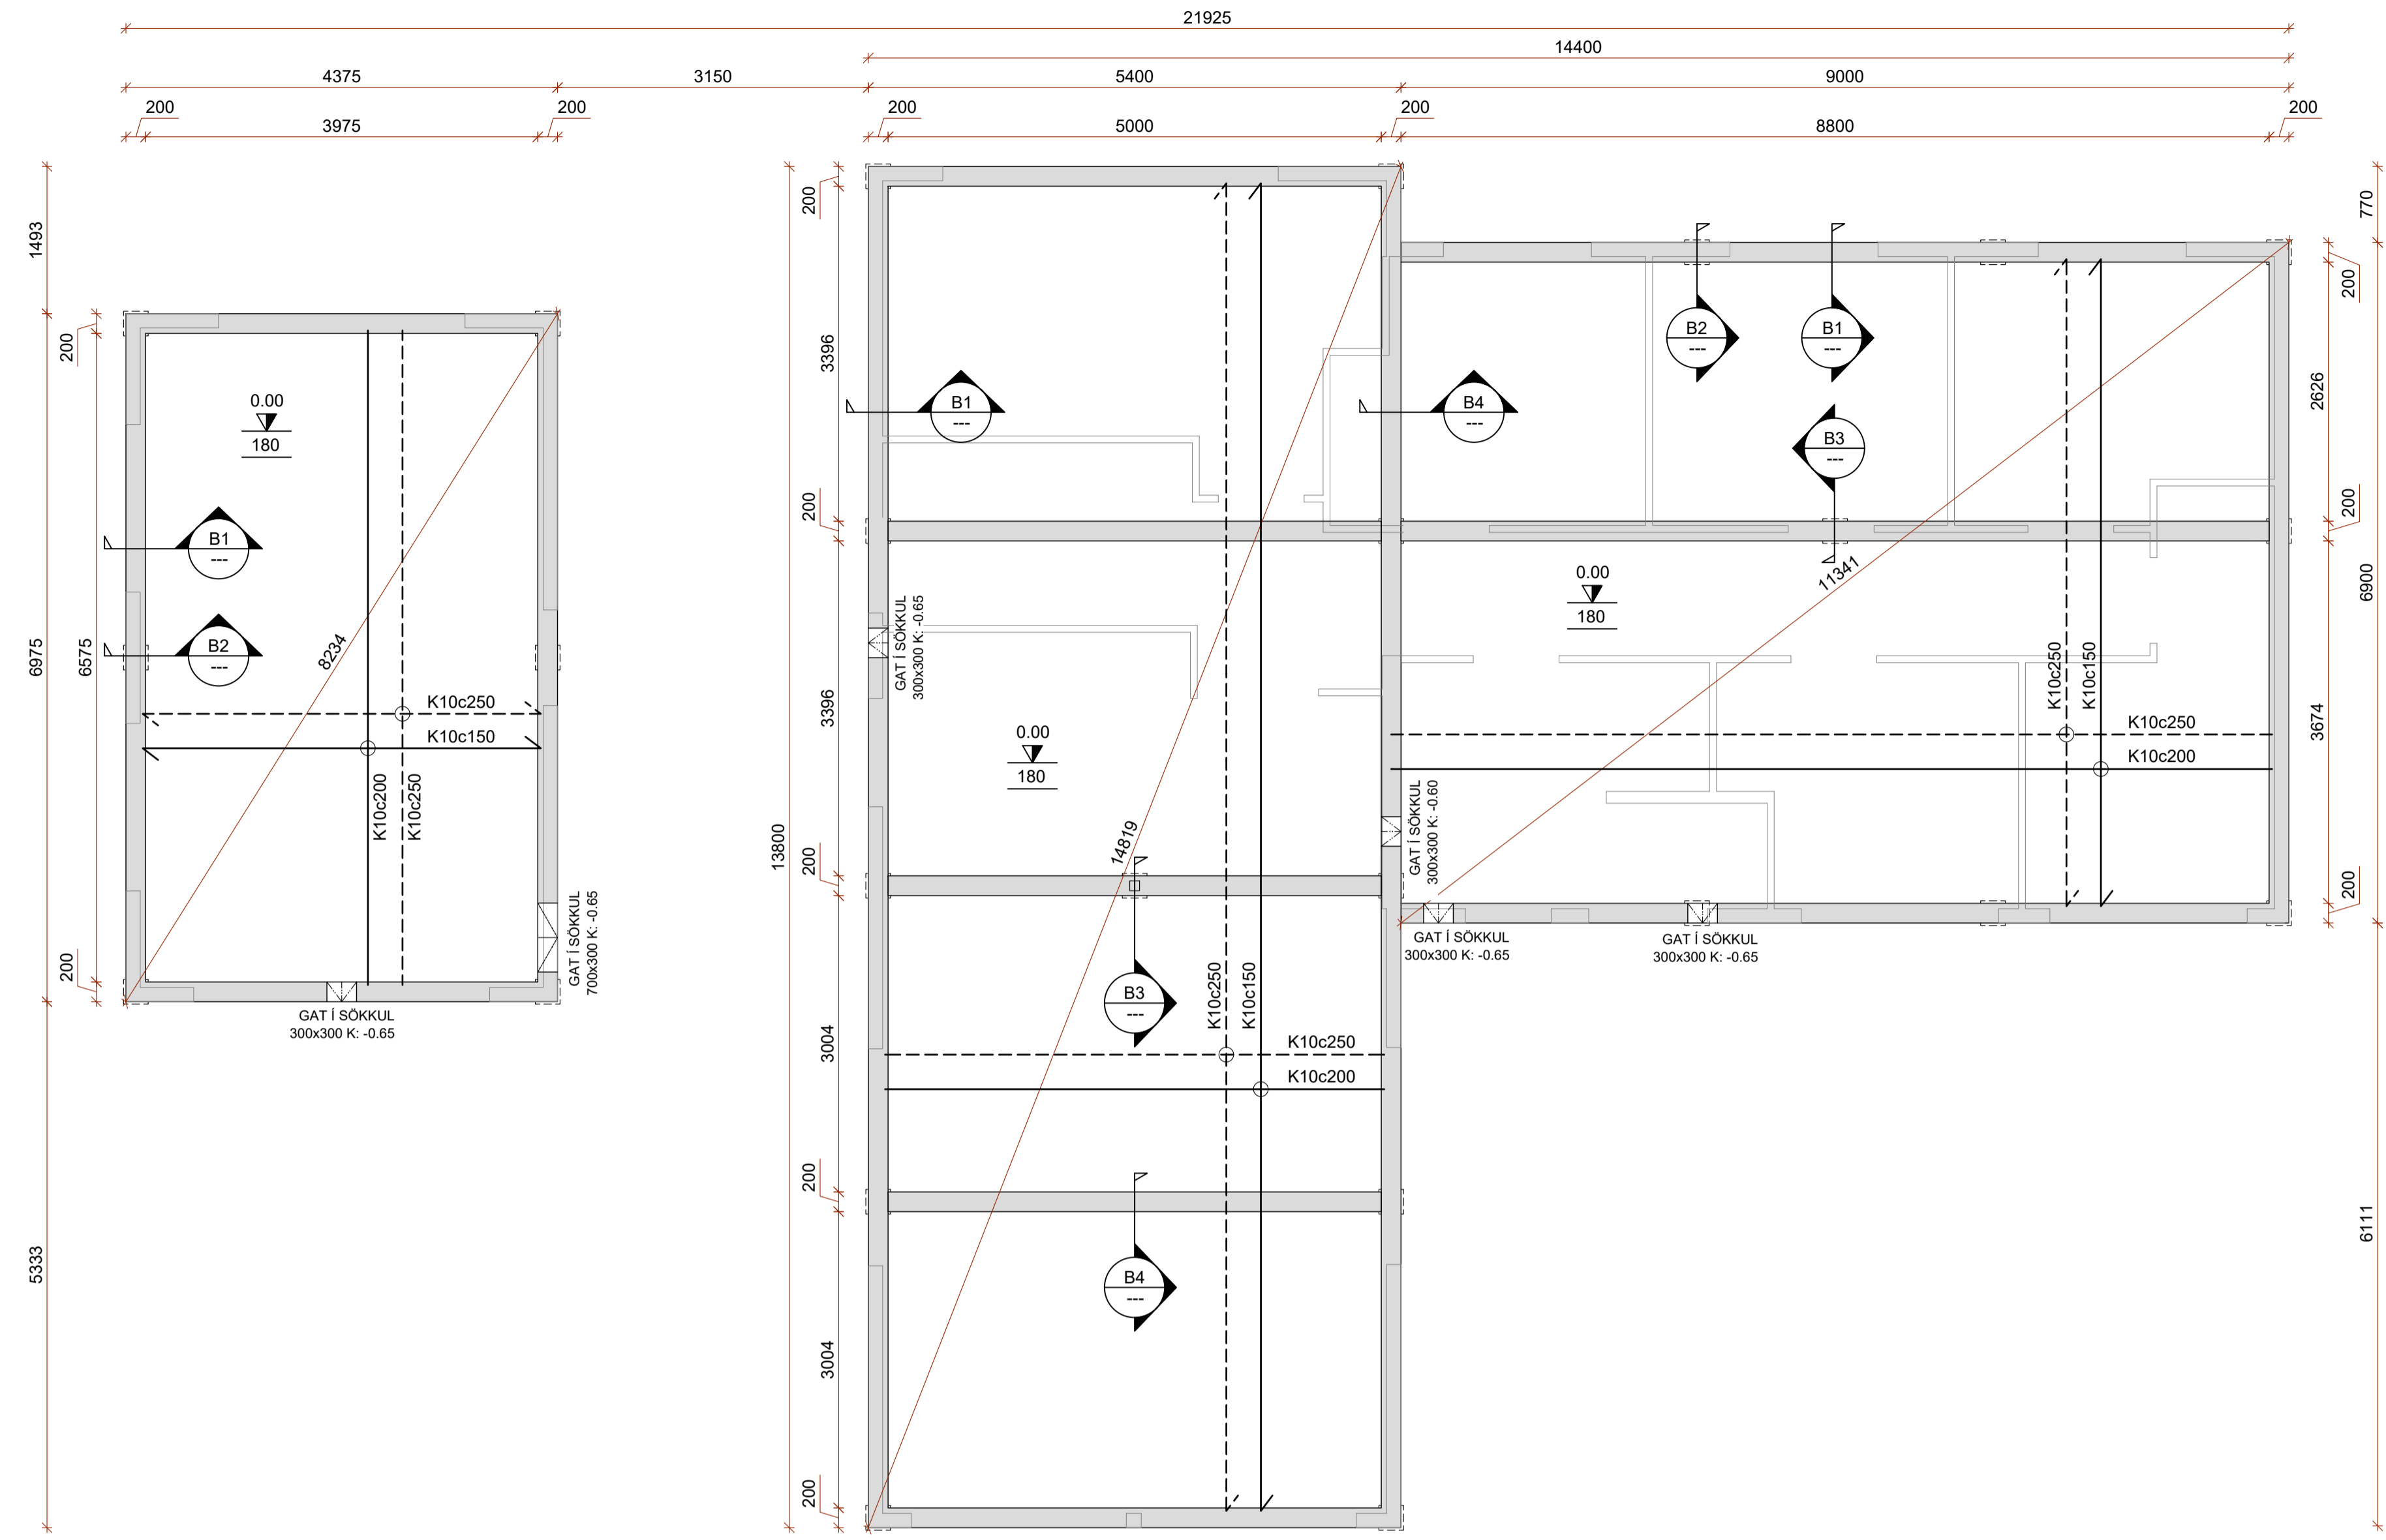 21925
14400
4375
3150
5400
9000
200
200
200
200
200
3975
5000
8800
1493
6975
5333
200
6575
200
0.00
180
B1
---
B2
---
8234
K10c250
K10c150
K10c200
K10c250
GAT Í SÖKKUL
700x300 K: -0.65
GAT Í SÖKKUL
300x300 K: -0.65
13800
200
3396
200
3396
200
3004
200
3004
200
B1
---
GAT Í SÖKKUL
300x300 K: -0.65
0.00
180
14819
B3
---
K10c250
K10c150
K10c250
K10c200
B4
---
B4
---
B2
---
B1
---
B3
---
11341
0.00
180
K10c250
K10c150
K10c250
K10c200
GAT Í SÖKKUL
300x300 K: -0.60
GAT Í SÖKKUL
300x300 K: -0.65
GAT Í SÖKKUL
300x300 K: -0.65
200
2626
200
3674
200
770
6900
6111